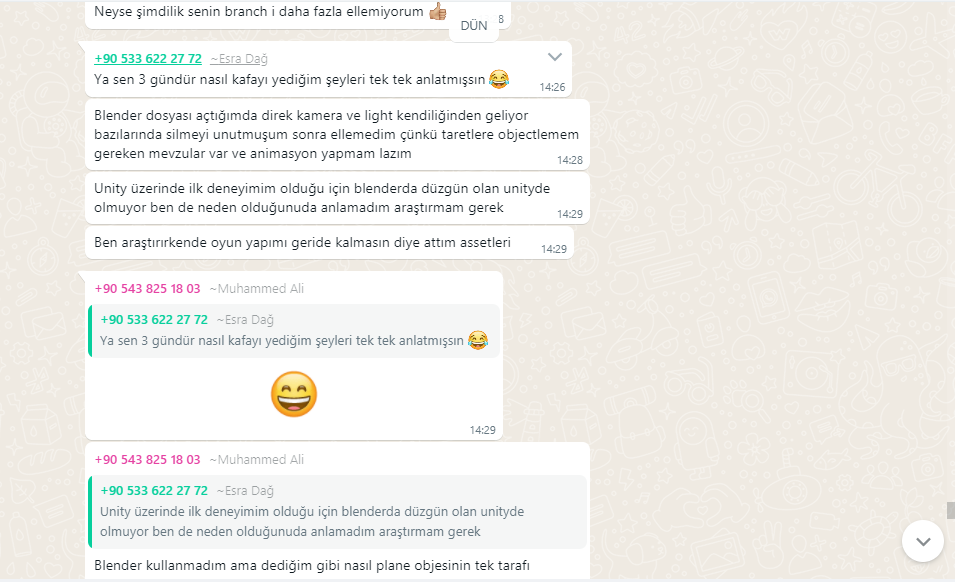 Neyse şimdilik senin branch i daha fazla ellemiyorum 👍🏼
8
DÜN
+90 533 622 27 72 ~Esra Dağ
Ya sen 3 gündür nasıl kafayı yediğim şeyleri tek tek anlatmışsın 😂
14:26
Blender dosyası açtığımda direk kamera ve light kendiliğinden geliyor
bazılarında silmeyi unutmuşum sonra ellemedim çünkü taretlere objectlemem
gereken mevzular var ve animasyon yapmam lazım
14:28
Unity üzerinde ilk deneyimim olduğu için blenderda düzgün olan unityde
olmuyor ben de neden olduğunuda anlamadım araştırmam gerek
14:29
Ben araştırırkende oyun yapımı geride kalmasın diye attım assetleri
14:29
+90 543 825 18 03 ~Muhammed Ali
+90 533 622 27 72 ~Esra Dağ
Ya sen 3 gündür nasıl kafayı yediğim şeyleri tek tek anlatmışsın 😂
😄
14:29
+90 543 825 18 03 ~Muhammed Ali
+90 533 622 27 72 ~Esra Dağ
Unity üzerinde ilk deneyimim olduğu için blenderda düzgün olan unityde
olmuyor ben de neden olduğunuda anlamadım araştırmam gerek
Blender kullanmadım ama dediğim gibi nasıl plane objesinin tek tarafı